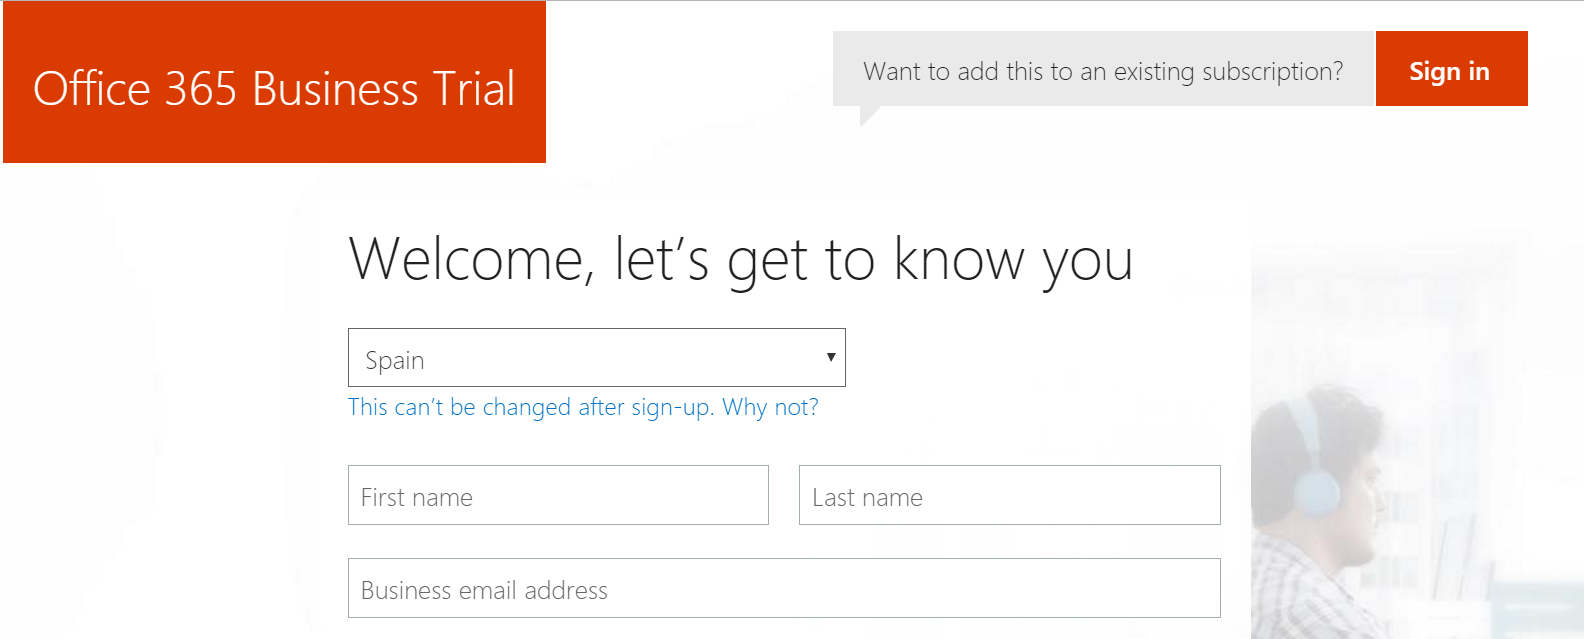 Office 365 Business Trial
Want to add this to an existing subscription?
Sign in
Welcome, let’s get to know you
Spain
This can’t be changed after sign-up. Why not?
First name
Last name
Business email address